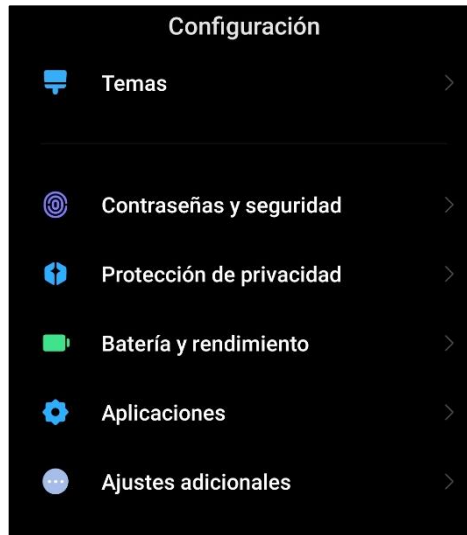 Configuración
Temas
Contraseñas y seguridad
Protección de privacidad
Batería y rendimiento
Aplicaciones
Ajustes adicionales